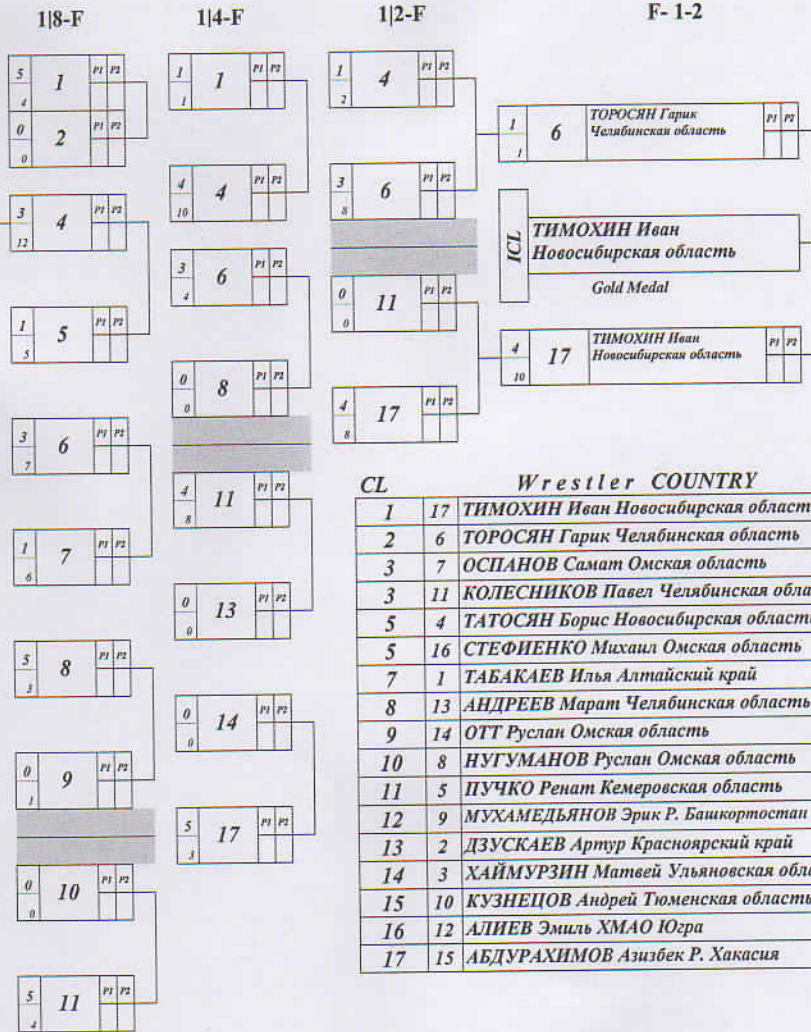 1|8-F 1|4-F 1|2-F F- 1-2
5 4 1 P1 P2
0 0 2 P1 P2
3 12 4 P1 P2
1 5 5 P1 P2
3 7 6 P1 P2
1 6 7 P1 P2
5 3 8 P1 P2
0 1 9 P1 P2
0 0 10 P1 P2
5 4 11 P1 P2
1 1 1 P1 P2
4 10 4 P1 P2
3 4 6 P1 P2
0 0 8 P1 P2
4 8 11 P1 P2
0 0 13 P1 P2
0 0 14 P1 P2
5 3 17 P1 P2
1 2 4 P1 P2
3 8 6 P1 P2
0 0 11 P1 P2
4 8 17 P1 P2
1 1 6 ТОРОСЯН Гарик P1 P2
Челябинская область
1CL ТИМОХИН Иван
Новосибирская область
Gold Medal
4 10 17 ТИМОХИН Иван P1 P2
Новосибирская область
CL Wrestler COUNTRY
1 17 ТИМОХИН Иван Новосибирская област
2 6 ТОРОСЯН Гарик Челябинская область
3 7 ОСПАНОВ Самат Омская область
3 11 КОЛЕСНИКОВ Павел Челябинская обла
5 4 ТАТОСЯН Борис Новосибирская област
5 16 СТЕФИЕНКО Михаил Омская область
7 1 ТАБАКАЕВ Илья Алтайский край
8 13 АНДРЕЕВ Марат Челябинская область
9 14 ОТТ Руслан Омская область
10 8 НУГУМАНОВ Руслан Омская область
11 5 ПУЧКО Ренат Кемеровская область
12 9 МУХАМЕДЬЯНОВ Эрик Р. Башкортостан
13 2 ДЗУСКАЕВ Артур Красноярский край
14 3 ХАЙМУРЗИН Матвей Ульяновская обла
15 10 КУЗНЕЦОВ Андрей Тюменская область
16 12 АЛИЕВ Эмиль ХМАО Югра
17 15 АБДУРАХИМОВ Азизбек Р. Хакасия